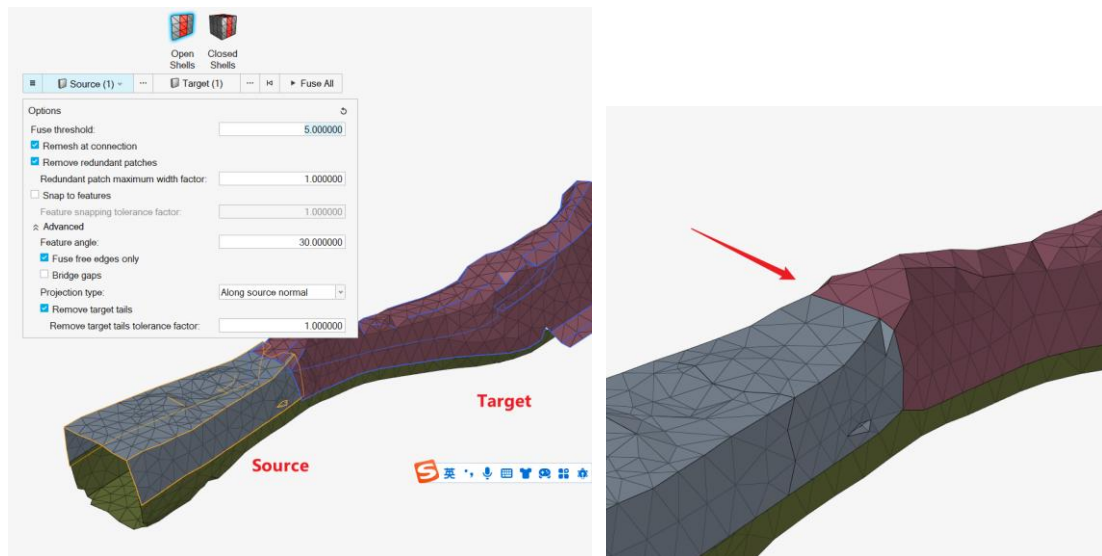 Open Closed
Shells Shells
Source (1) ... Target (1) ... Fuse All
Options
Fuse threshold: 5.000000
Remesh at connection
Remove redundant patches
Redundant patch maximum width factor: 1.000000
Snap to features
Feature snapping tolerance factor: 1.000000
Advanced
Feature angle: 30.000000
Fuse free edges only
Bridge gaps
Projection type: Along source normal
Remove target tails
Remove target tails tolerance factor: 1.000000
Target
Source
S 英